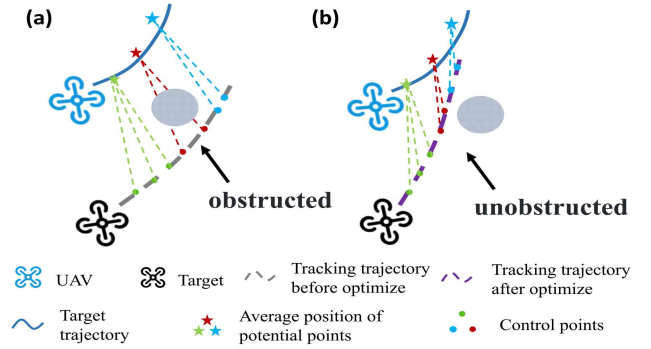 (a)
(b)
obstructed
unobstructed
UAV
Target
Tracking trajectory
before optimize
Tracking trajectory
after optimize
Target
trajectory
Average position of
potential points
Control points